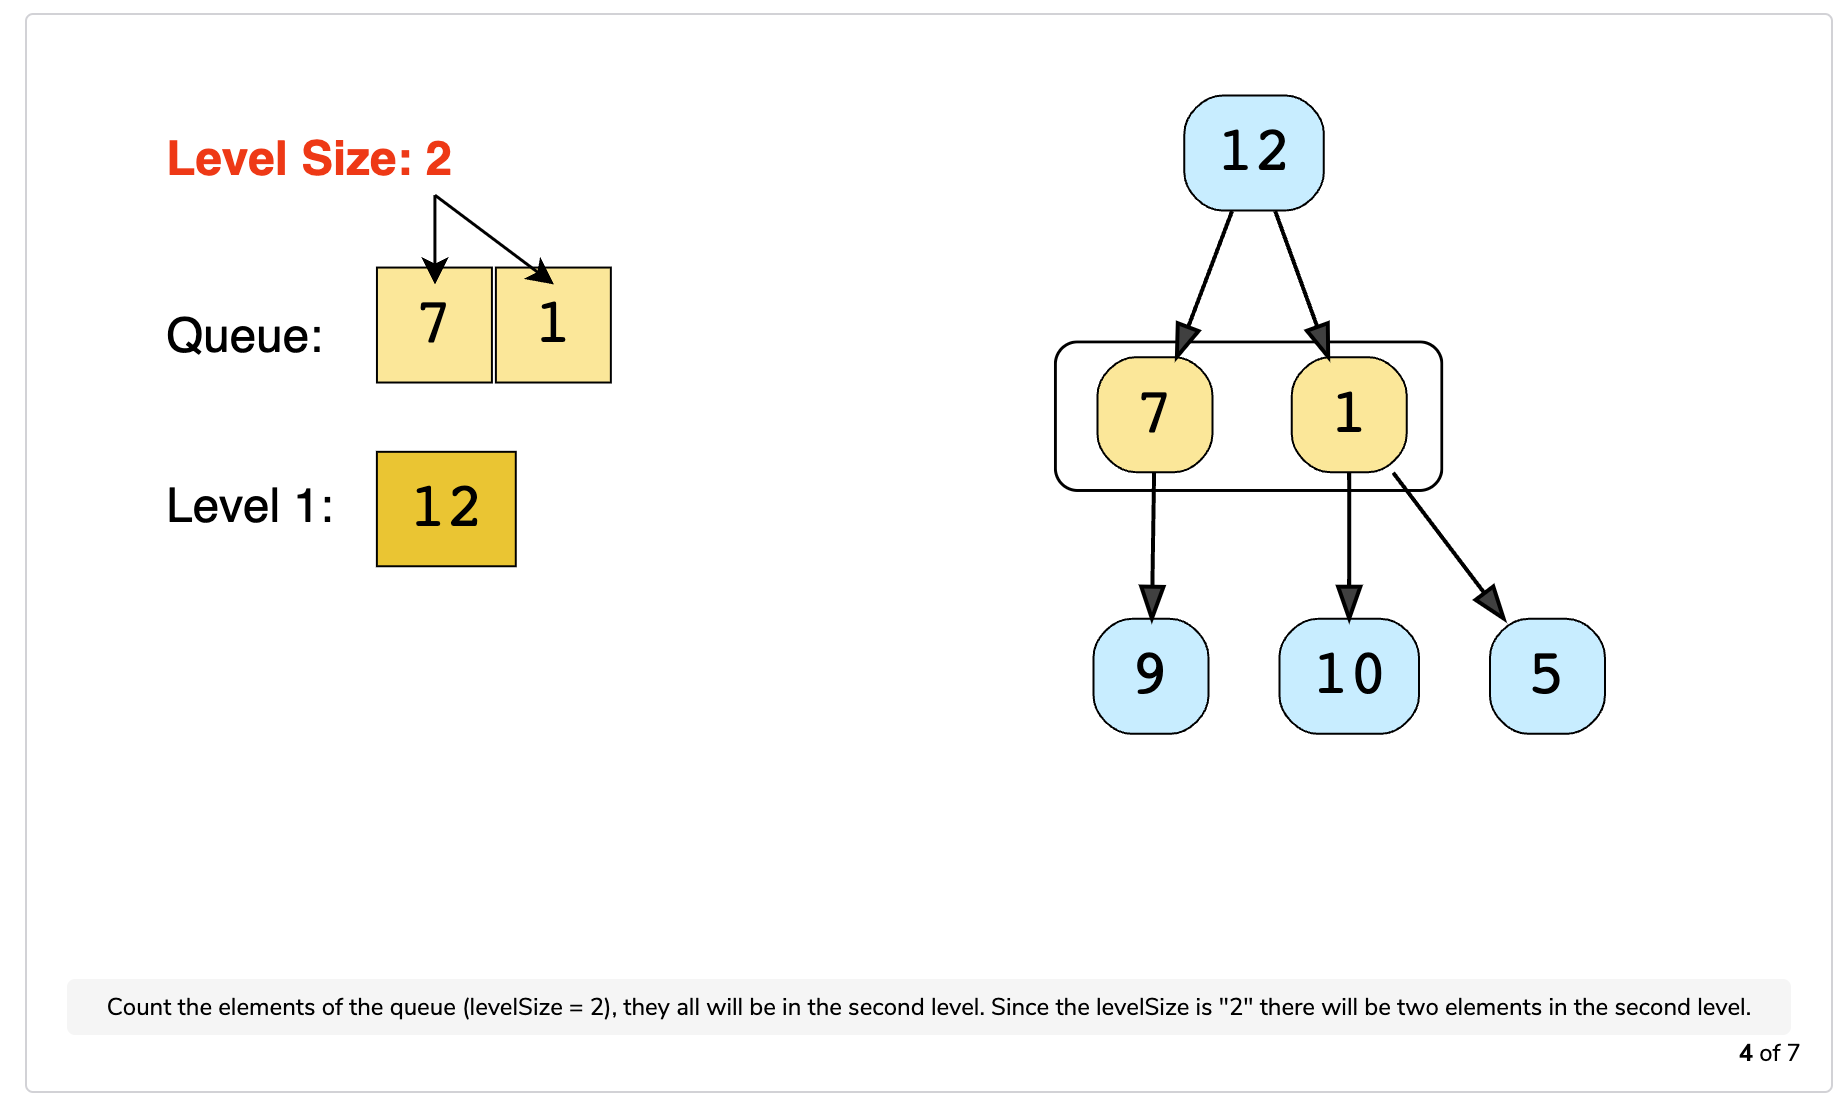 Level Size: 2
Queue:
7
1
Level 1:
12
12
7
1
9
10
5
Count the elements of the queue (levelSize = 2), they all will be in the second level. Since the levelSize is "2" there will be two elements in the second level.
4 of 7